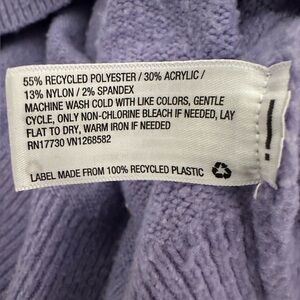 55% RECYCLED POLYESTER / 30% ACRYLIC /
13% NYLON / 2% SPANDEX
MACHINE WASH COLD WITH LIKE COLORS, GENTLE
CYCLE, ONLY NON-CHLORINE BLEACH IF NEEDED, LAY
FLAT TO DRY, WARM IRON IF NEEDED
RN17730 VN1268582
LABEL MADE FROM 100% RECYCLED PLASTIC